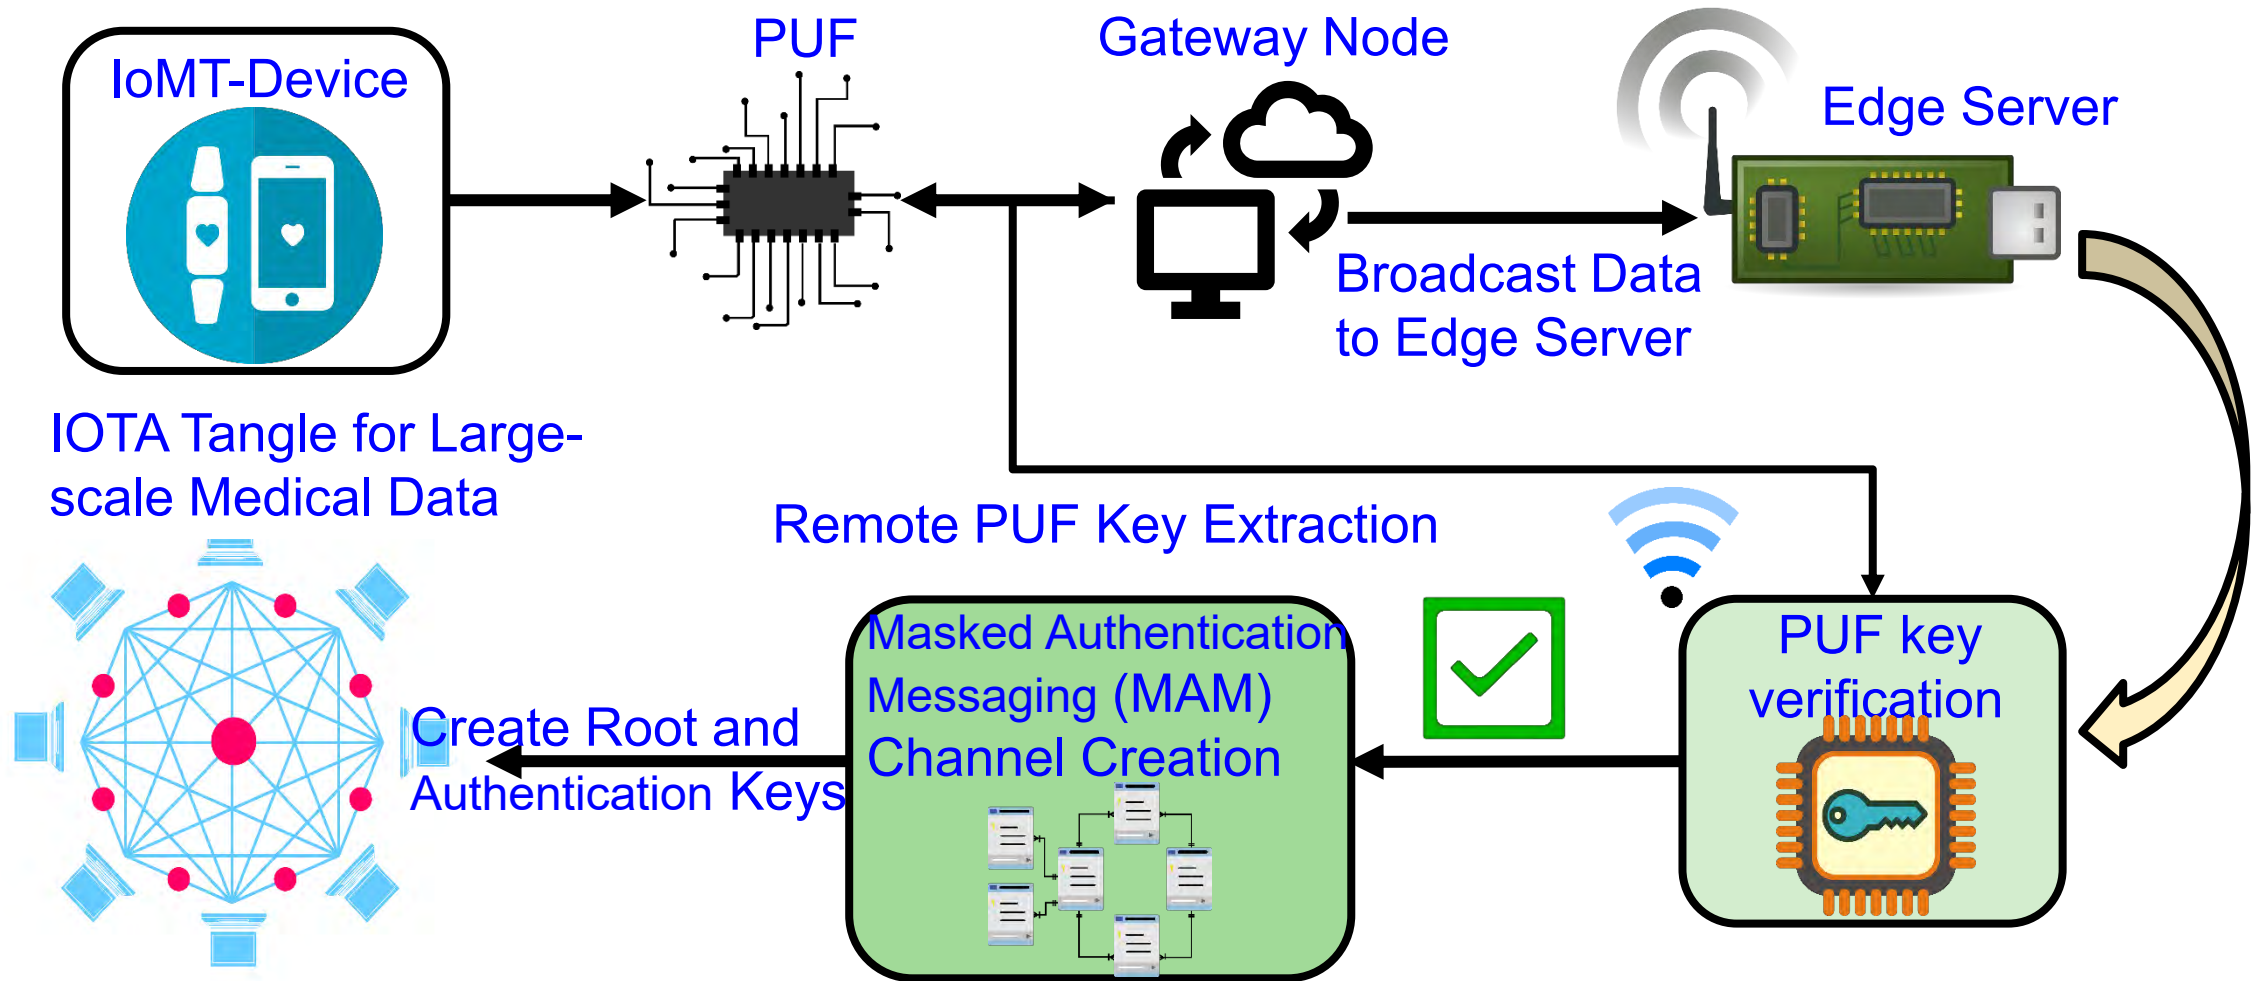 IoMT-Device
PUF
Gateway Node
Edge Server
Broadcast Data
to Edge Server
IOTA Tangle for Large-
scale Medical Data
Remote PUF Key Extraction
PUF key
verification
Masked Authentication
Messaging (MAM)
Channel Creation
Create Root and
Authentication Keys